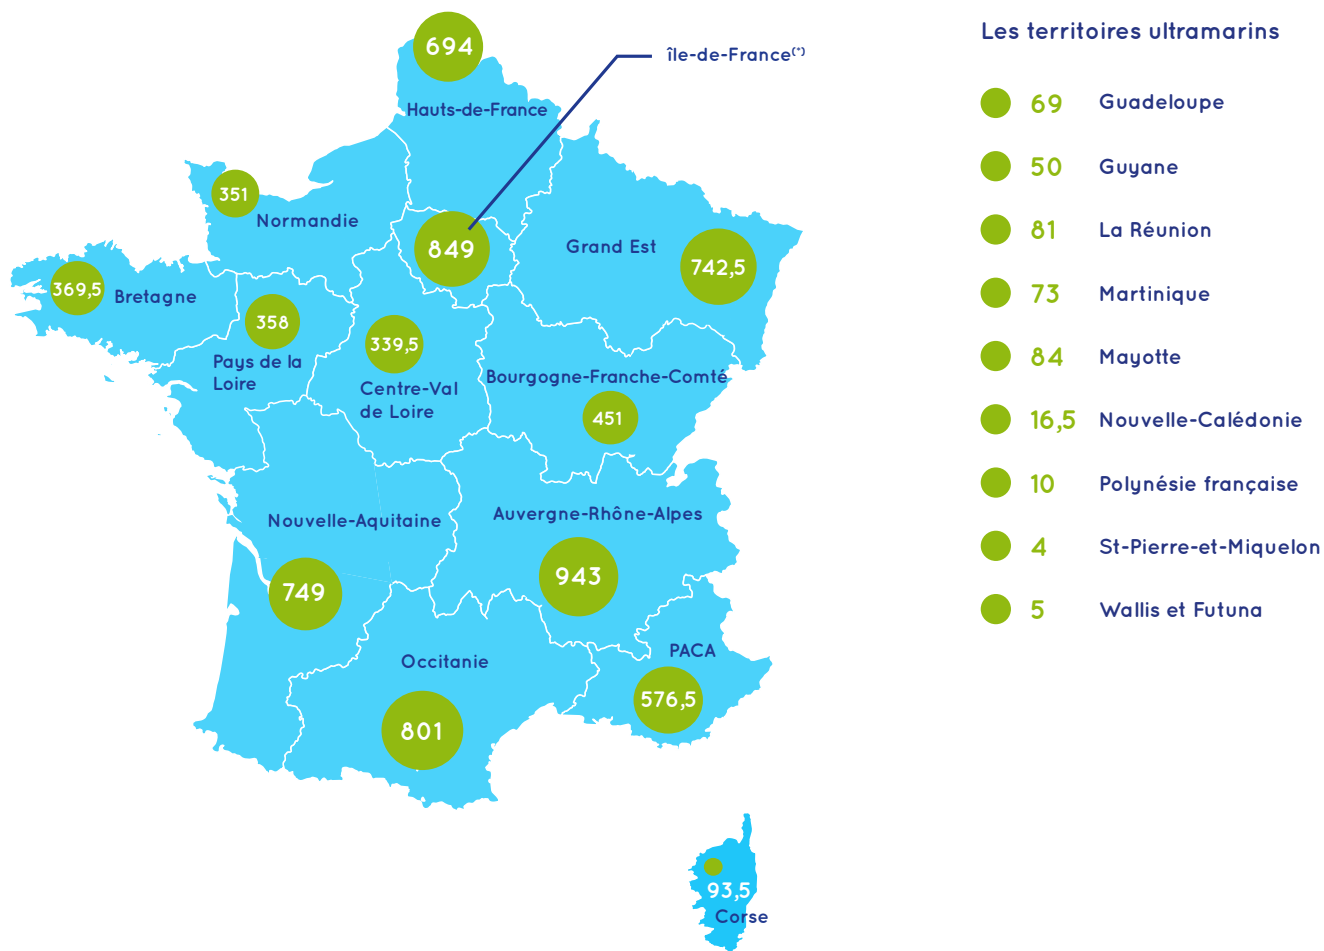 694
île-de-France(*)
Hauts-de-France
351
Normandie
849
Grand Est
742,5
369,5
Bretagne
358
Pays de la
Loire
339,5
Centre-Val
de Loire
Bourgogne-Franche-Comté
451
Nouvelle-Aquitaine
749
Auvergne-Rhône-Alpes
943
Occitanie
801
PACA
576,5
93,5
Corse
Les territoires ultramarins
69 Guadeloupe
50 Guyane
81 La Réunion
73 Martinique
84 Mayotte
16,5 Nouvelle-Calédonie
10 Polynésie française
4 St-Pierre-et-Miquelon
5 Wallis et Futuna